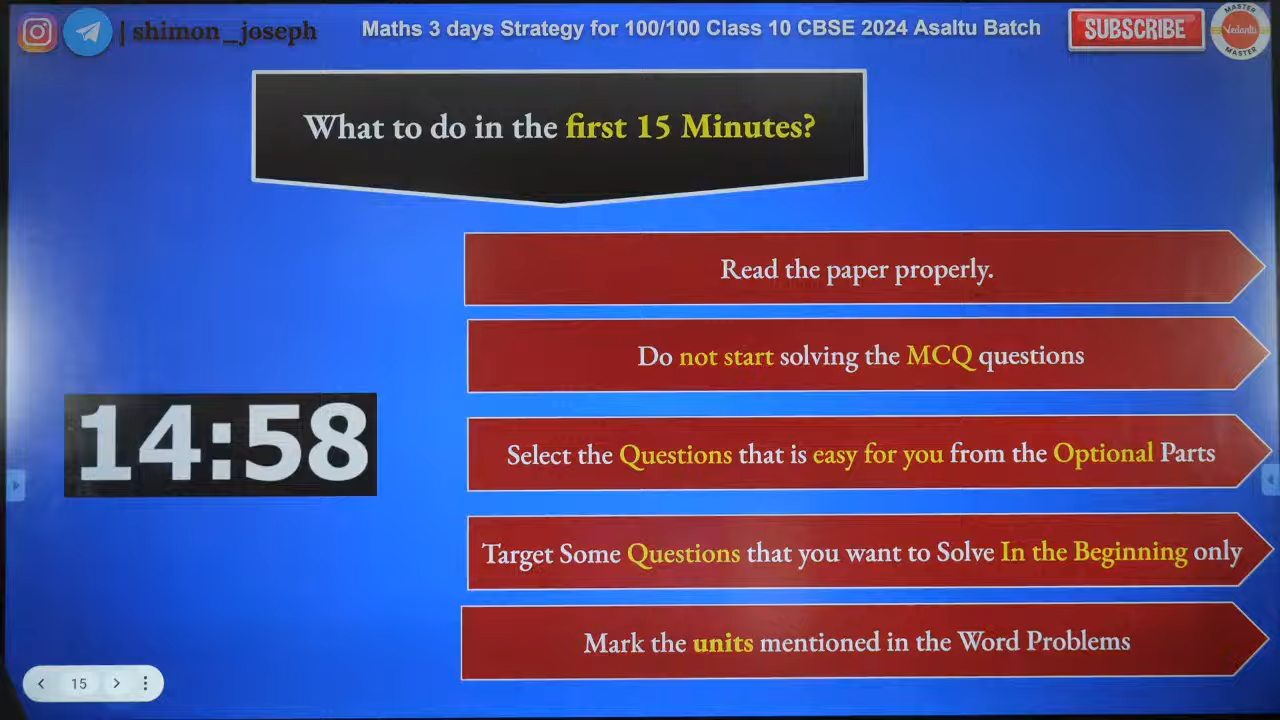 | shimon_joseph
Maths 3 days Strategy for 100/100 Class 10 CBSE 2024 Asaltu Batch
SUBSCRIBE
MASTER
Vedantu
MASTER
What to do in the first 15 Minutes?
Read the paper properly.
Do not start solving the MCQ questions
Select the Questions that is easy for you from the Optional Parts
14:58
Target Some Questions that you want to Solve In the Beginning only
Mark the units mentioned in the Word Problems
15